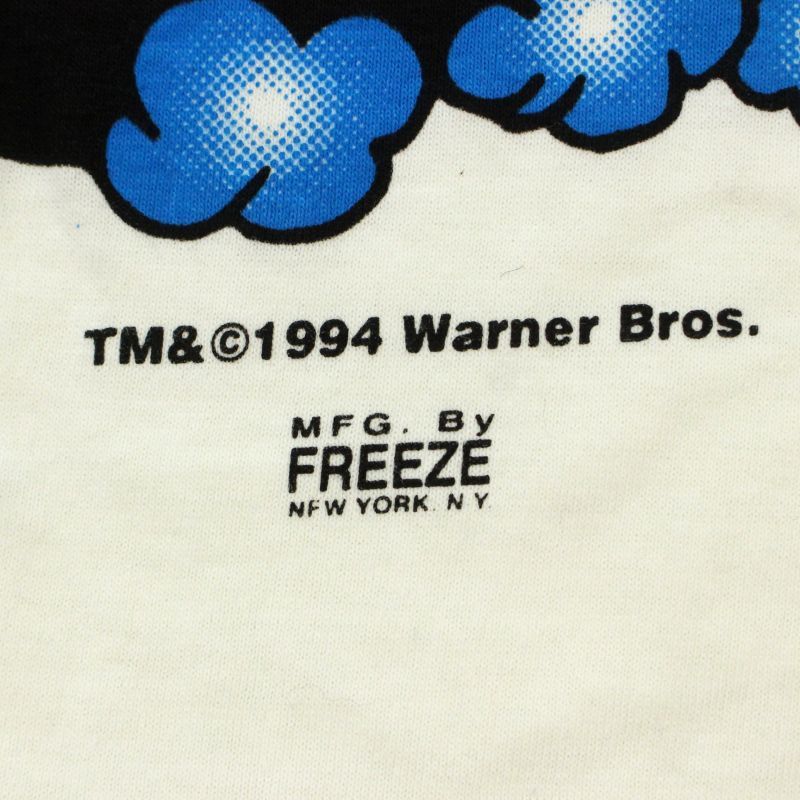 TM&©1994 Warner Bros.
MFG. By
FREEZE
NEW YORK. N Y.